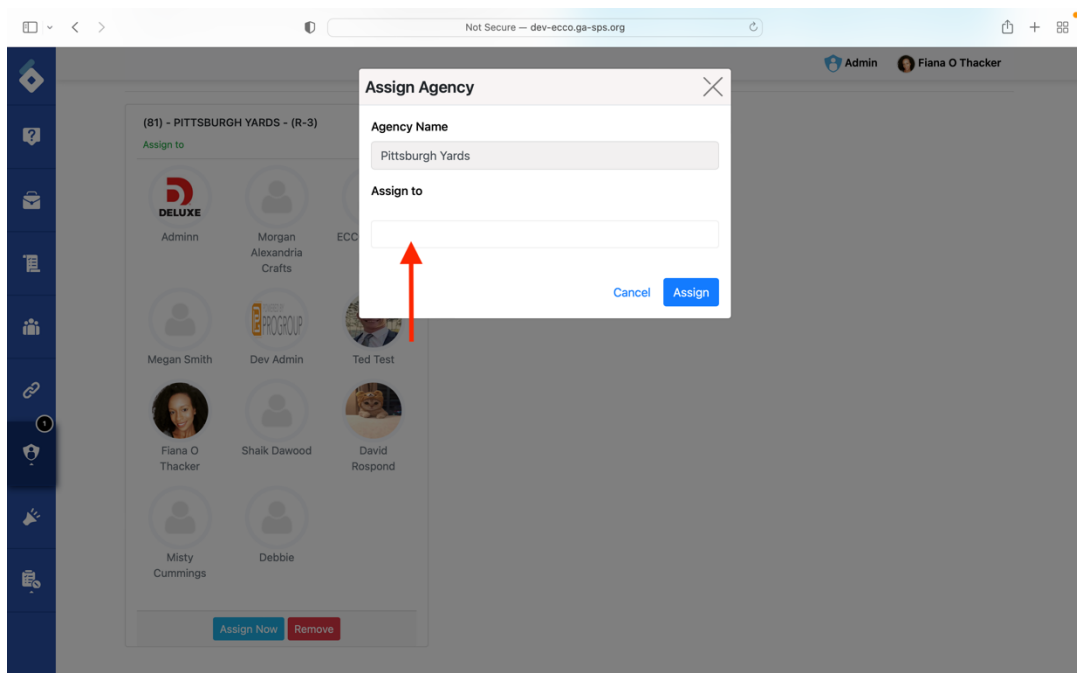 Not Secure — dev-ecco.ga-sps.org
Admin
Fiana O Thacker
Assign Agency
Agency Name
Pittsburgh Yards
Assign to
Cancel
Assign
(81) - PITTSBURGH YARDS - (R-3)
Assign to
DELUXE
Adminn
Morgan
Alexandria
Crafts
ECC
PROGROUP
Megan Smith
Dev Admin
Ted Test
Fiana O
Thacker
Shaik Dawood
David
Rospond
Misty
Cummings
Debbie
Assign Now
Remove
1